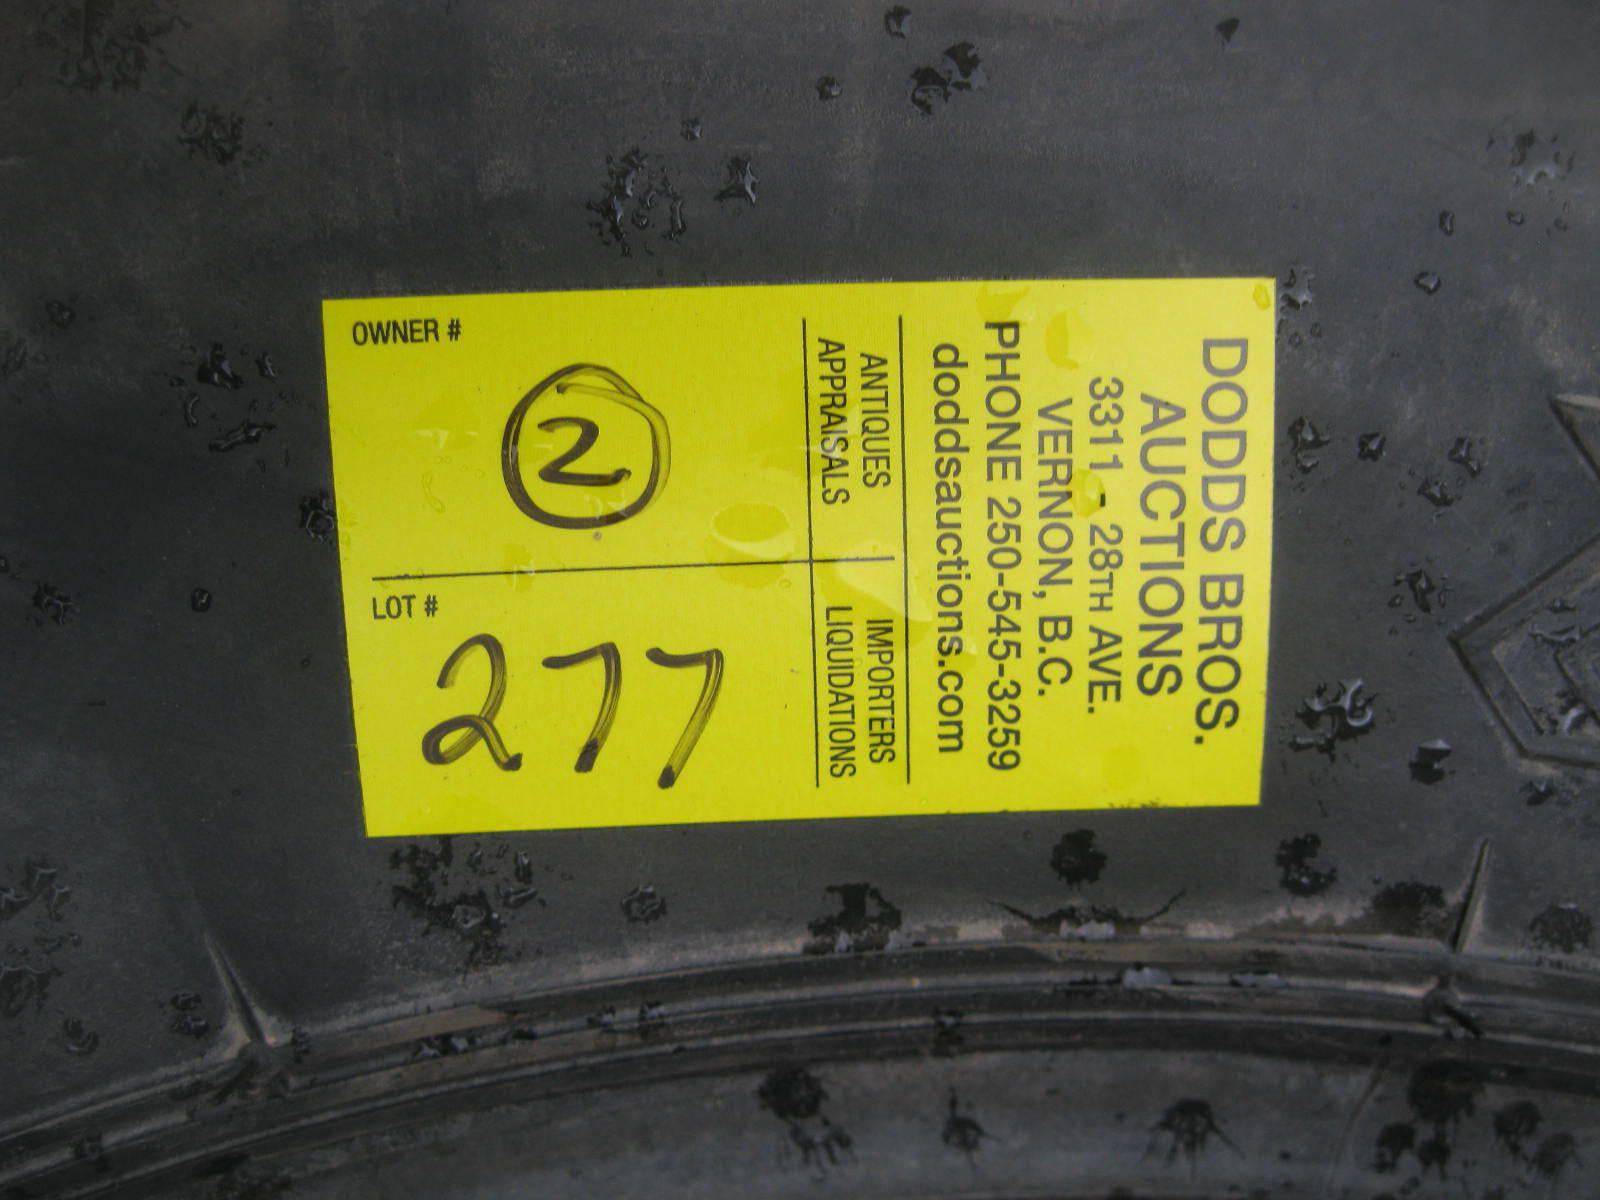 DODDS BROS.
AUCTIONS
3311 - 28TH AVE.
VERNON, B.C.
PHONE 250-545-3259
doddsauctions.com
ANTIQUES IMPORTERS
APPRAISALS LIQUIDATIONS
OWNER #
2
LOT #
277